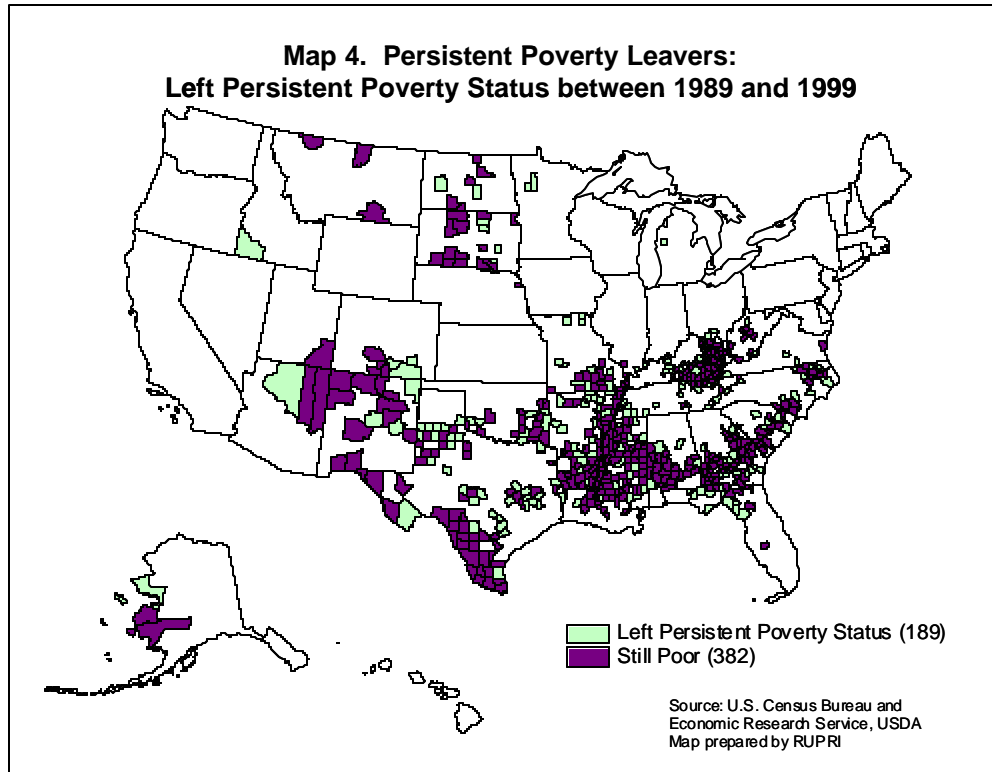 Map 4. Persistent Poverty Leavers:
Left Persistent Poverty Status between 1989 and 1999
Left Persistent Poverty Status (189)
Still Poor (382)
Source: U.S. Census Bureau and
Economic Research Service, USDA
Map prepared by RUPRI